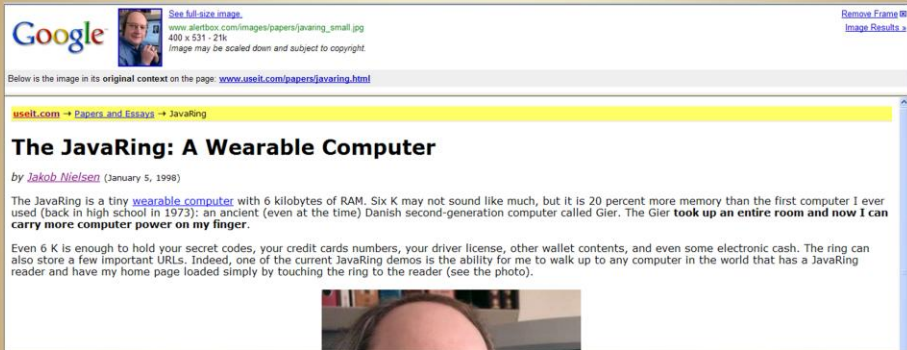 Google
See full-size image.
www.alertbox.com/images/papers/javaring_small.jpg
400 x 531 - 21k
Image may be scaled down and subject to copyright.
Remove Frame
Image Results »
Below is the image in its original context on the page: www.useit.com/papers/javaring.html
useit.com → Papers and Essays → JavaRing
The JavaRing: A Wearable Computer
by Jakob Nielsen (January 5, 1998)
The JavaRing is a tiny wearable computer with 6 kilobytes of RAM. Six K may not sound like much, but it is 20 percent more memory than the first computer I ever
used (back in high school in 1973): an ancient (even at the time) Danish second-generation computer called Gier. The Gier took up an entire room and now I can
carry more computer power on my finger.
Even 6 K is enough to hold your secret codes, your credit cards numbers, your driver license, other wallet contents, and even some electronic cash. The ring can
also store a few important URLs. Indeed, one of the current JavaRing demos is the ability for me to walk up to any computer in the world that has a JavaRing
reader and have my home page loaded simply by touching the ring to the reader (see the photo).